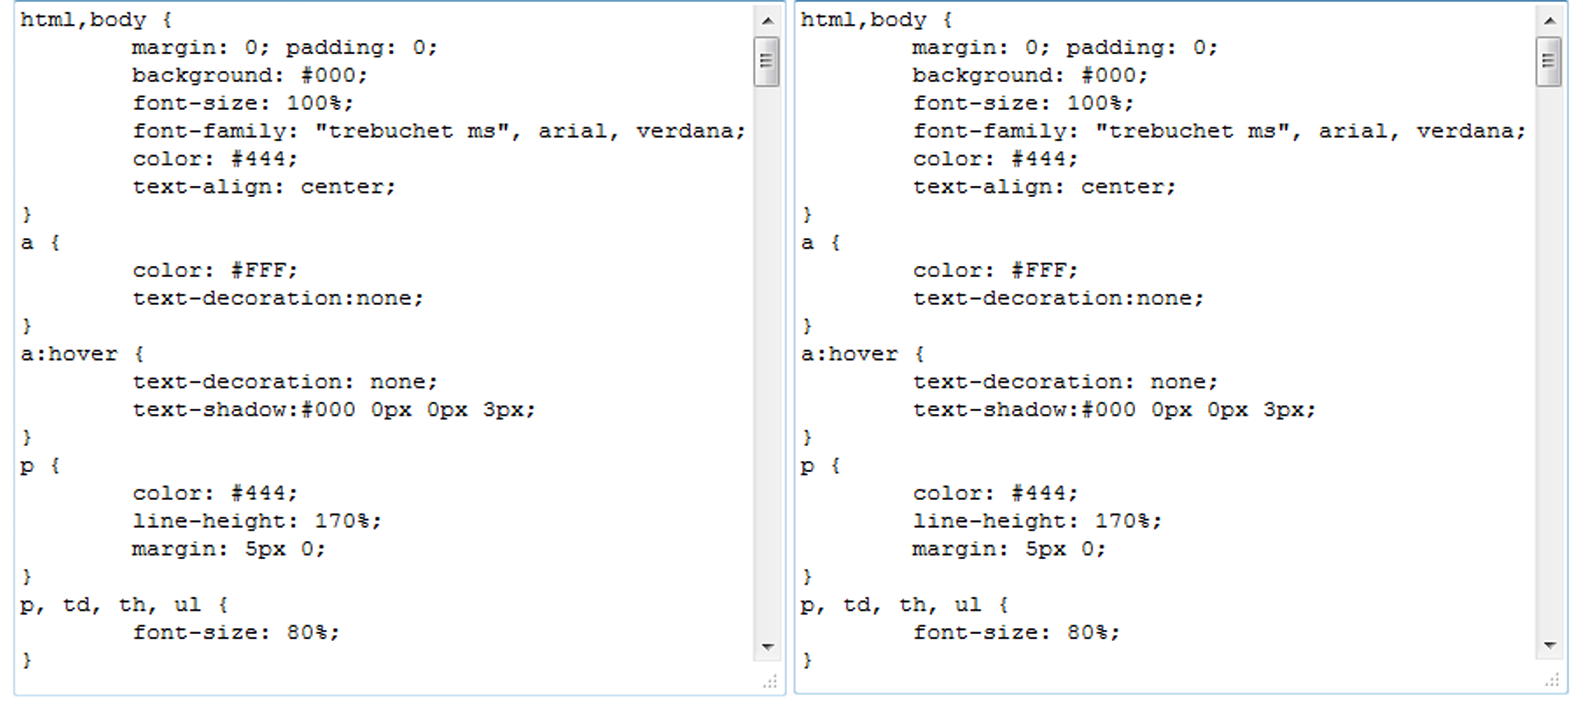 html,body {
        margin: 0; padding: 0;
        background: #000;
        font-size: 100%;
        font-family: "trebuchet ms", arial, verdana;
        color: #444;
        text-align: center;
}
a {
        color: #FFF;
        text-decoration:none;
}
a:hover {
        text-decoration: none;
        text-shadow:#000 0px 0px 3px;
}
p {
        color: #444;
        line-height: 170%;
        margin: 5px 0;
}
p, td, th, ul {
        font-size: 80%;
}
html,body {
        margin: 0; padding: 0;
        background: #000;
        font-size: 100%;
        font-family: "trebuchet ms", arial, verdana;
        color: #444;
        text-align: center;
}
a {
        color: #FFF;
        text-decoration:none;
}
a:hover {
        text-decoration: none;
        text-shadow:#000 0px 0px 3px;
}
p {
        color: #444;
        line-height: 170%;
        margin: 5px 0;
}
p, td, th, ul {
        font-size: 80%;
}